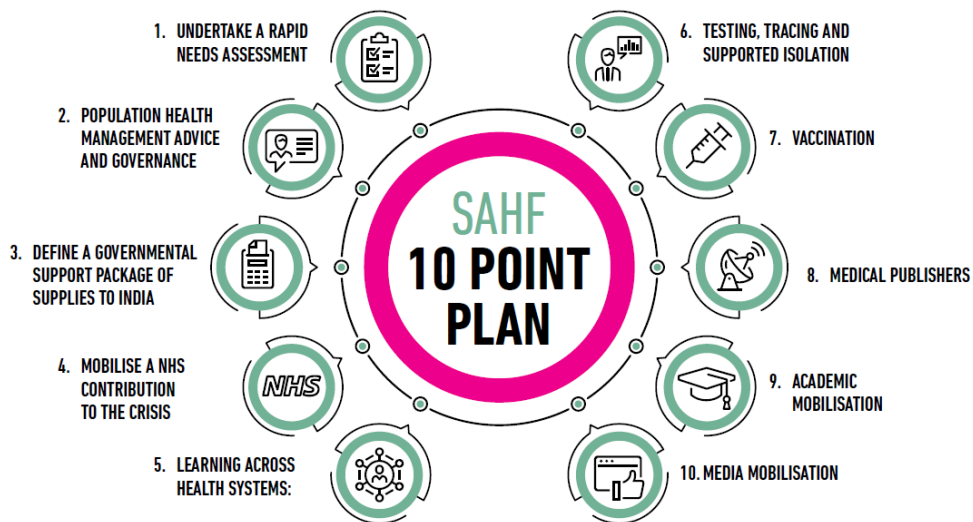 1. UNDERTAKE A RAPID
NEEDS ASSESSMENT
2. POPULATION HEALTH
MANAGEMENT ADVICE
AND GOVERNANCE
3. DEFINE A GOVERNMENTAL
SUPPORT PACKAGE OF
SUPPLIES TO INDIA
4. MOBILISE A NHS
CONTRIBUTION
TO THE CRISIS
NHS
5. LEARNING ACROSS
HEALTH SYSTEMS:
SAHF
10 POINT
PLAN
6. TESTING, TRACING AND
SUPPORTED ISOLATION
7. VACCINATION
8. MEDICAL PUBLISHERS
9. ACADEMIC
MOBILISATION
10. MEDIA MOBILISATION